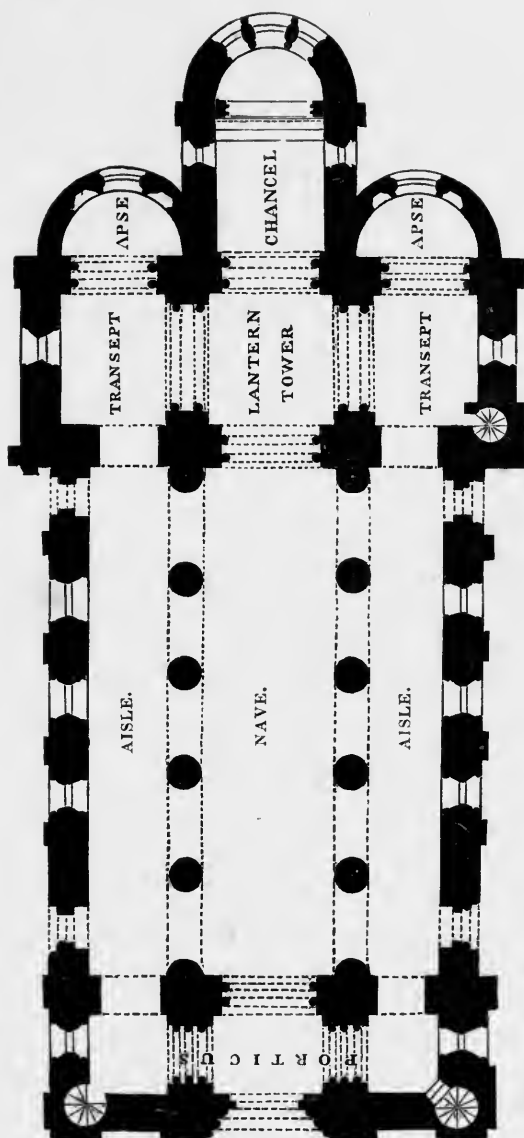 CHANCEL
APSE
APSE
TRANSEPT
LANTERN
TOWER
TRANSEPT
AISLE.
NAVE.
AISLE.
PORTICUS